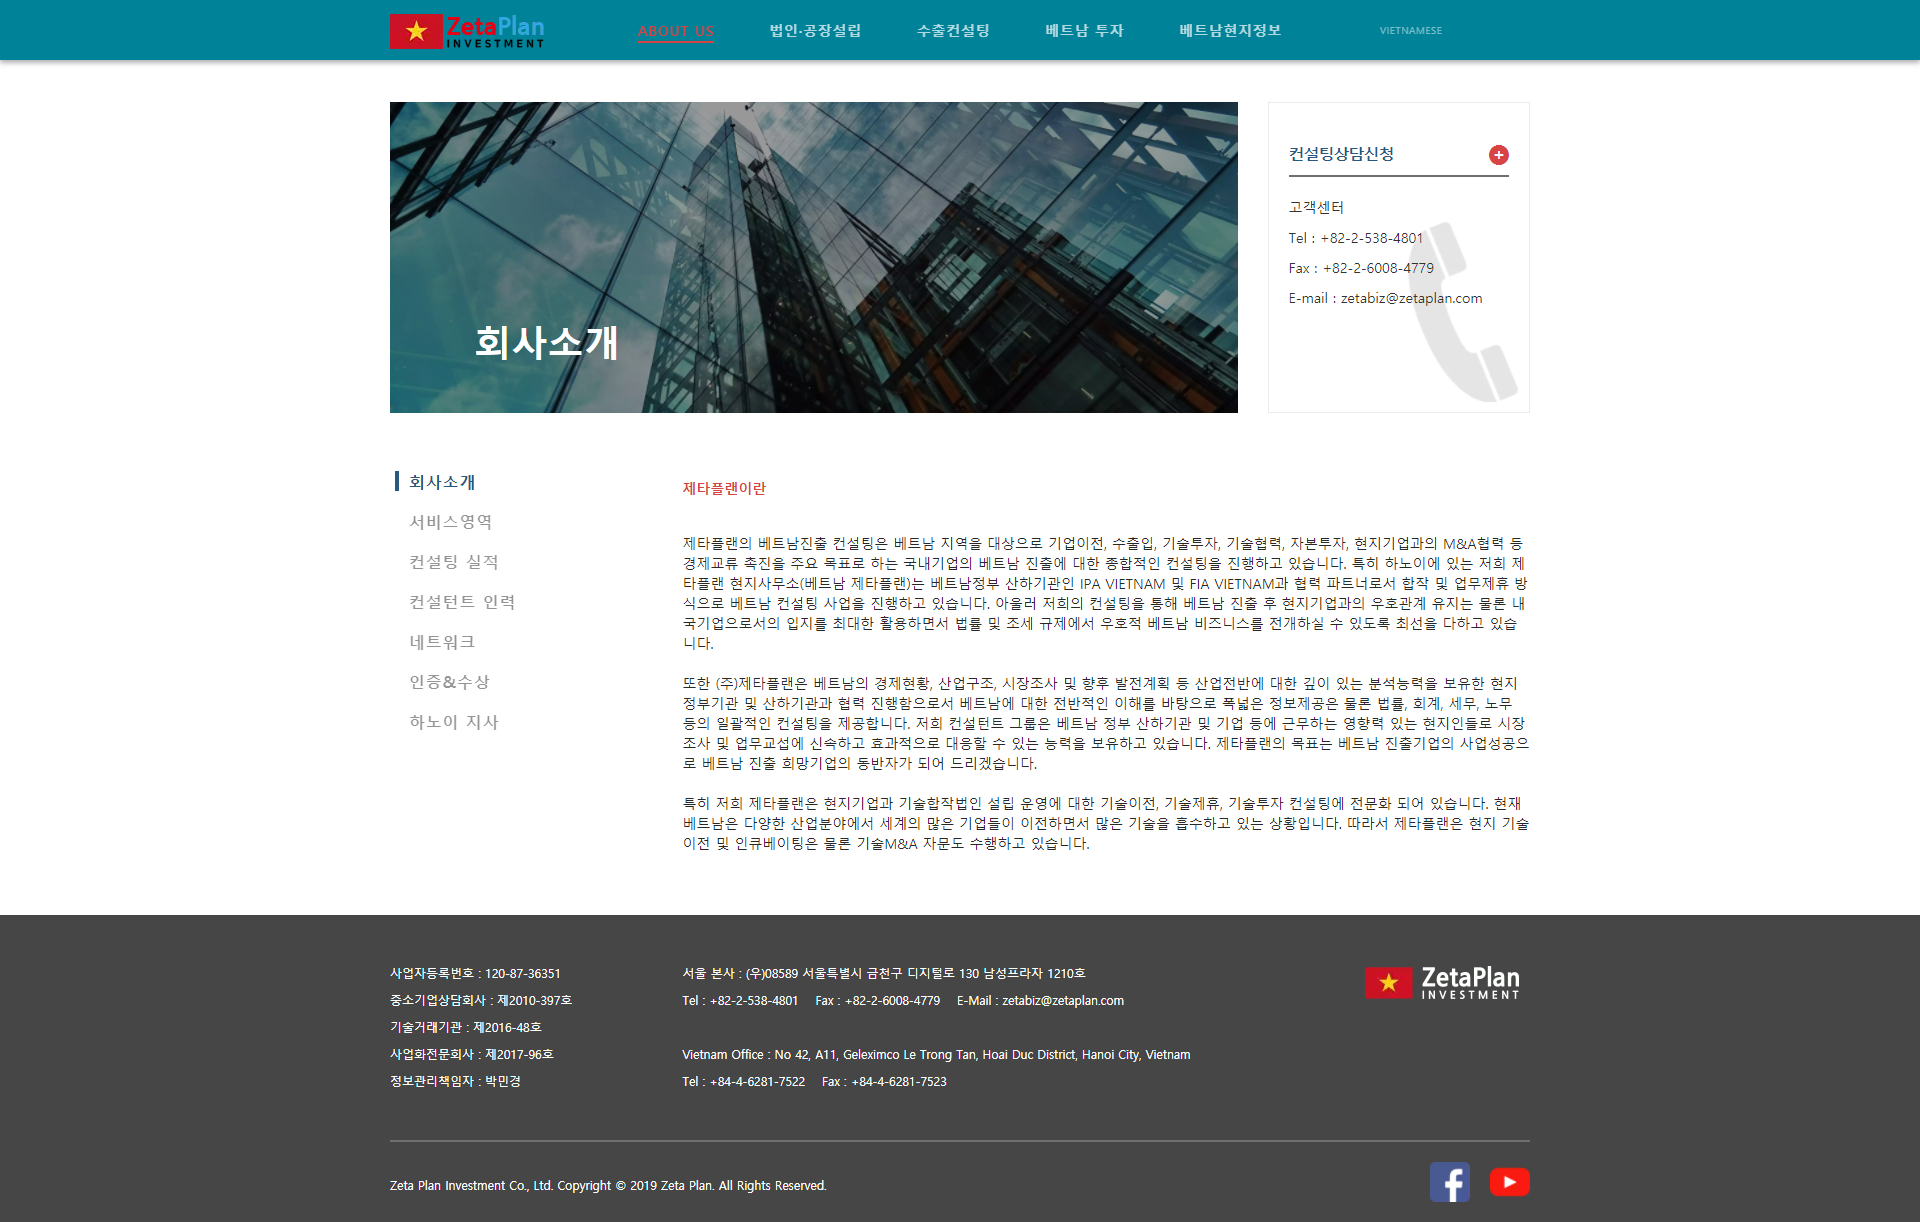 ZetaPlan
INVESTMENT
ABOUT US
법인·공장설립
수출컨설팅
베트남 투자
베트남현지정보
VIETNAMESE
회사소개
컨설팅상담신청
고객센터
Tel : +82-2-538-4801
Fax : +82-2-6008-4779
E-mail : zetabiz@zetaplan.com
회사소개
서비스영역
컨설팅 실적
컨설턴트 인력
네트워크
인증&수상
하노이 지사
제타플랜이란
제타플랜의 베트남진출 컨설팅은 베트남 지역을 대상으로 기업이전, 수출입, 기술투자, 기술협력, 자본투자, 현지기업과의 M&A협력 등
경제교류 촉진을 주요 목표로 하는 국내기업의 베트남 진출에 대한 종합적인 컨설팅을 진행하고 있습니다. 특히 하노이에 있는 저희 제
타플랜 현지사무소(베트남 제타플랜)는 베트남정부 산하기관인 IPA VIETNAM 및 FIA VIETNAM과 협력 파트너로서 합작 및 업무제휴 방
식으로 베트남 컨설팅 사업을 진행하고 있습니다. 아울러 저희의 컨설팅을 통해 베트남 진출 후 현지기업과의 우호관계 유지는 물론 내
국기업으로서의 입지를 최대한 활용하면서 법률 및 조세 규제에서 우호적 베트남 비즈니스를 전개하실 수 있도록 최선을 다하고 있습
니다.
또한 (주)제타플랜은 베트남의 경제현황, 산업구조, 시장조사 및 향후 발전계획 등 산업전반에 대한 깊이 있는 분석능력을 보유한 현지
정부기관 및 산하기관과 협력 진행함으로서 베트남에 대한 전반적인 이해를 바탕으로 폭넓은 정보제공은 물론 법률, 회계, 세무, 노무
등의 일괄적인 컨설팅을 제공합니다. 저희 컨설턴트 그룹은 베트남 정부 산하기관 및 기업 등에 근무하는 영향력 있는 현지인들로 시장
조사 및 업무교섭에 신속하고 효과적으로 대응할 수 있는 능력을 보유하고 있습니다. 제타플랜의 목표는 베트남 진출기업의 사업성공으
로 베트남 진출 희망기업의 동반자가 되어 드리겠습니다.
특히 저희 제타플랜은 현지기업과 기술합작법인 설립 운영에 대한 기술이전, 기술제휴, 기술투자 컨설팅에 전문화 되어 있습니다. 현재
베트남은 다양한 산업분야에서 세계의 많은 기업들이 이전하면서 많은 기술을 흡수하고 있는 상황입니다. 따라서 제타플랜은 현지 기술
이전 및 인큐베이팅은 물론 기술M&A 자문도 수행하고 있습니다.
사업자등록번호 : 120-87-36351
중소기업상담회사 : 제2010-397호
기술거래기관 : 제2016-48호
사업화전문회사 : 제2017-96호
정보관리책임자 : 박민경
서울 본사 : (우)08589 서울특별시 금천구 디지털로 130 남성프라자 1210호
Tel : +82-2-538-4801 Fax : +82-2-6008-4779 E-Mail : zetabiz@zetaplan.com
Vietnam Office : No 42, A11, Geleximco Le Trong Tan, Hoai Duc District, Hanoi City, Vietnam
Tel : +84-4-6281-7522 Fax : +84-4-6281-7523
ZetaPlan
INVESTMENT
Zeta Plan Investment Co., Ltd. Copyright © 2019 Zeta Plan. All Rights Reserved.